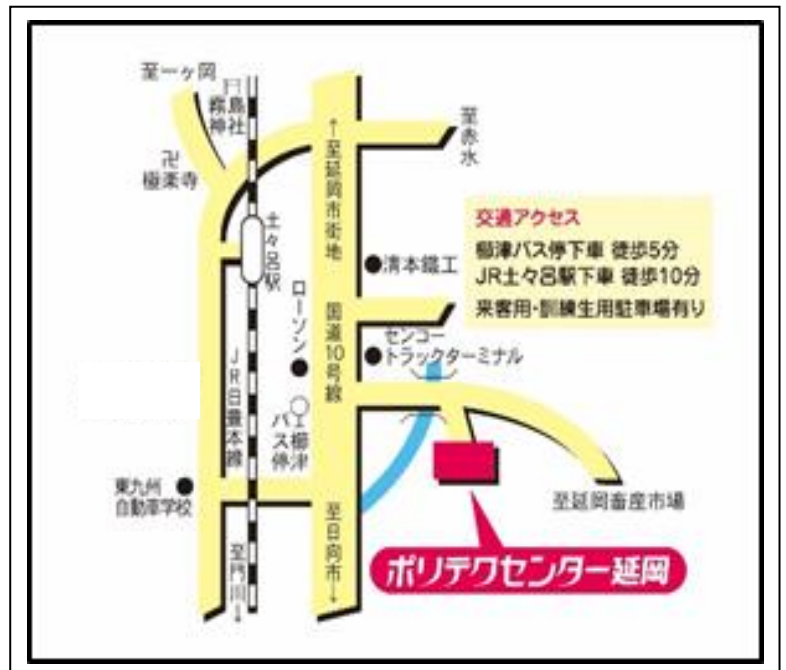 至一ヶ岡
霧島
神社
卍
極楽寺
至赤水
↑至延岡市街地
土々呂駅
交通アクセス
櫛津バス停下車 徒歩5分
JR土々呂駅下車 徒歩10分
来客用・訓練生用駐車場有り
清本鐵工
ローソン
国道10号線
センコー
トラックターミナル
JR日豊本線
櫛津
バス停
東九州
自動車学校
至延岡畜産市場
至日向市↓
至門川↓
ポリテクセンター延岡